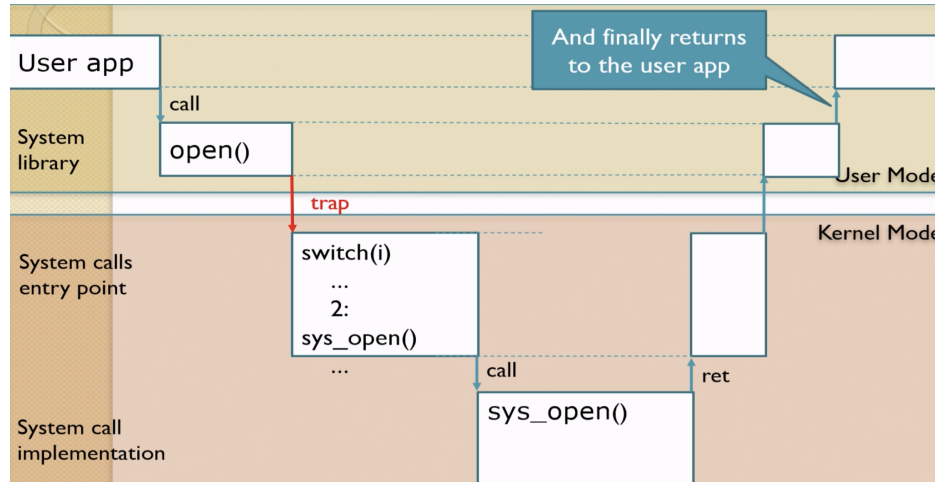 And finally returns
to the user app
User app
call
System
library
open()
User Mode
trap
Kernel Mode
System calls
entry point
switch(i)
...
2:
sys_open()
...
call
ret
System call
implementation
sys_open()